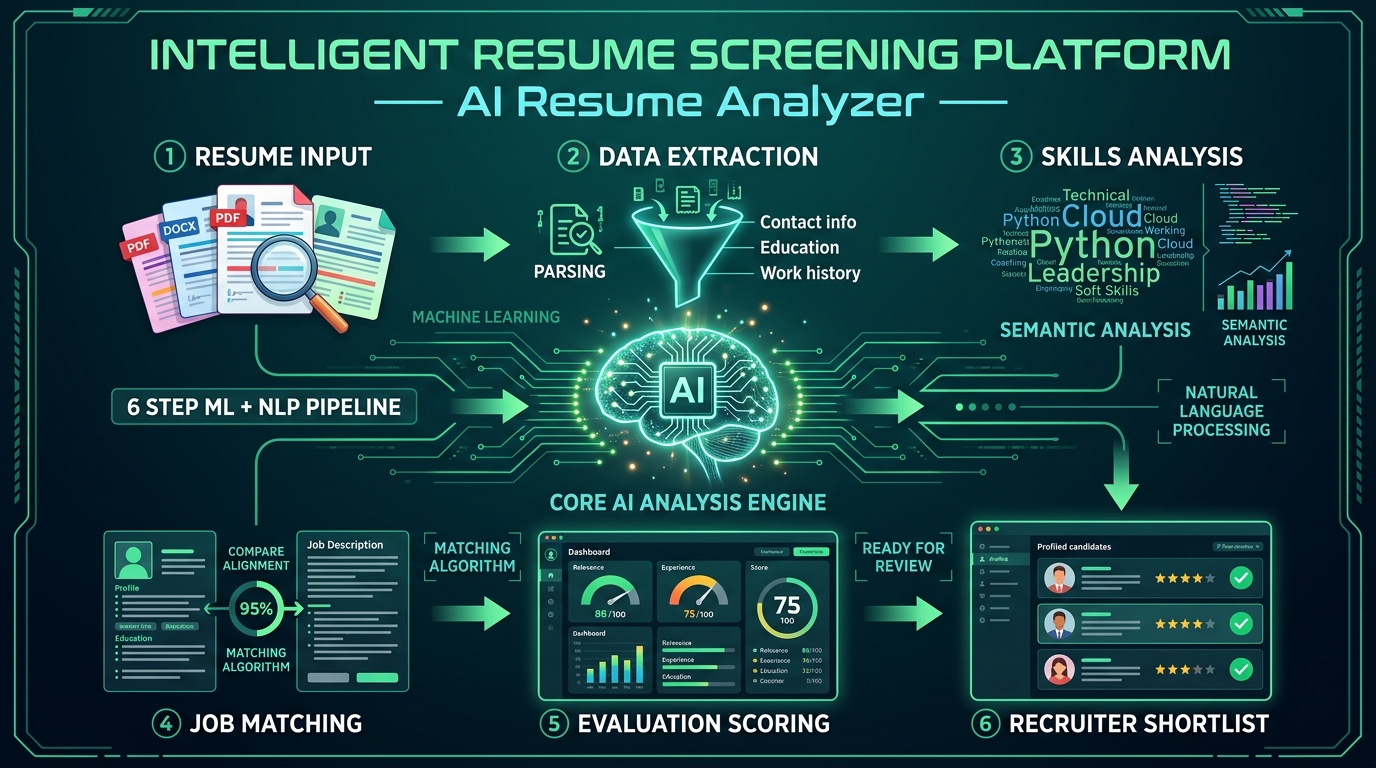 INTELLIGENT RESUME SCREENING PLATFORM
AI Resume Analyzer
1 RESUME INPUT
PDF
DOCX
PDF
2 DATA EXTRACTION
PARSING
Contact info
Education
Work history
3 SKILLS ANALYSIS
Technical
Python Cloud Cloud
Working
Python Cloud
Leadership
Soft Skills
SEMANTIC ANALYSIS
SEMANTIC
ANALYSIS
MACHINE LEARNING
6 STEP ML + NLP PIPELINE
AI
NATURAL
LANGUAGE
PROCESSING
CORE AI ANALYSIS ENGINE
Profile
Education
COMPARE
ALIGNMENT
95%
MATCHING
ALGORITHM
Job Description
MATCHING
ALGORITHM
Dashboard
Relesence
86/100
Experience
75/100
Store
75
100
Dashboard
Experience
READY FOR
REVIEW
Profiled candidates
4 JOB MATCHING
5 EVALUATION SCORING
6 RECRUITER SHORTLIST